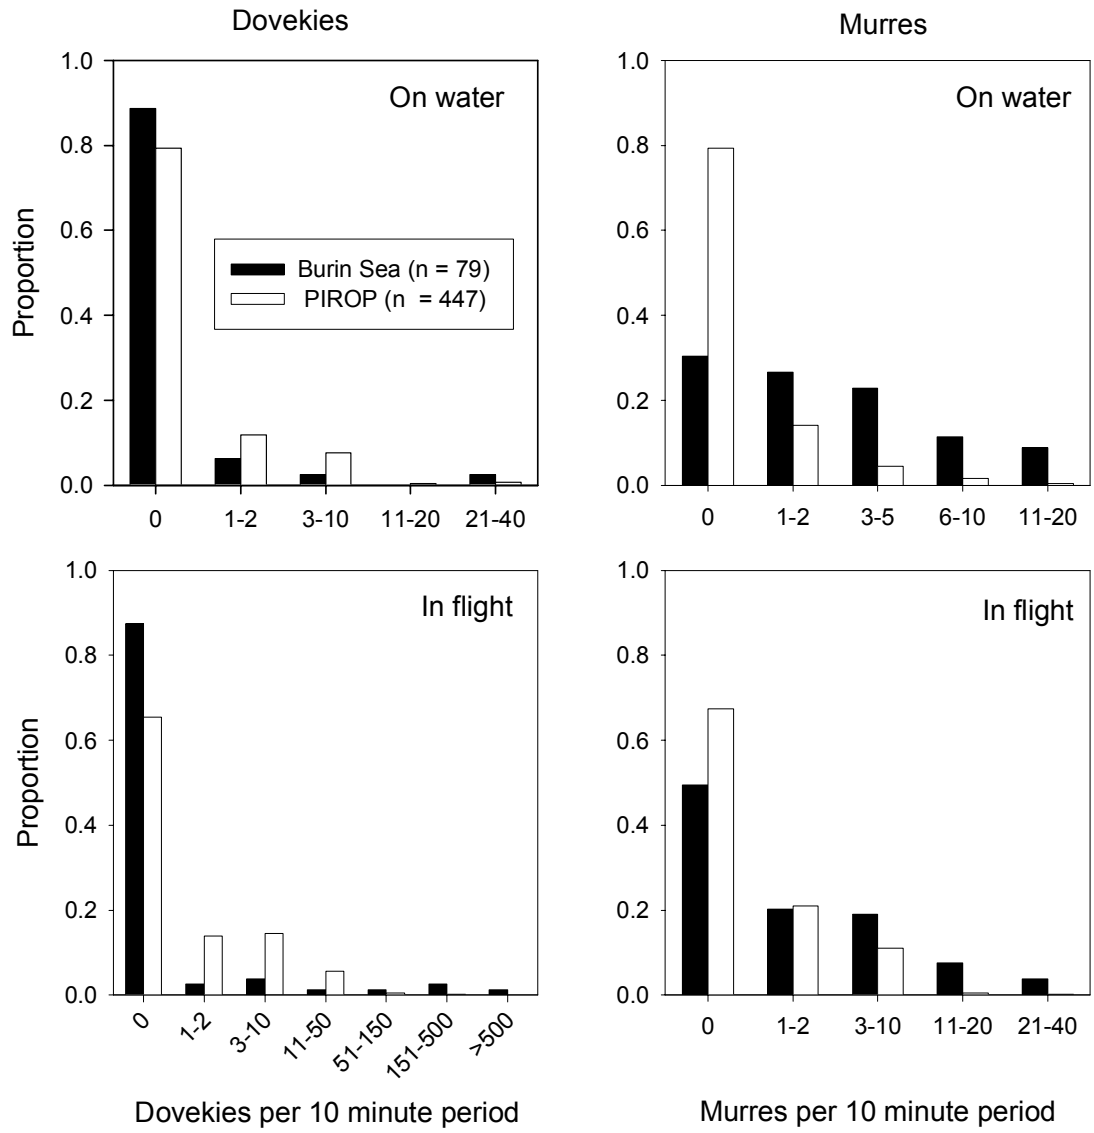 Dovekies
Murres
1.0
0.8
0.6
0.4
0.2
0.0
Proportion
On water
Burin Sea (n = 79)
PIROP (n = 447)
0 1-2 3-10 11-20 21-40
1.0
0.8
0.6
0.4
0.2
0.0
On water
0 1-2 3-5 6-10 11-20
1.0
0.8
0.6
0.4
0.2
0.0
Proportion
In flight
0 1-2 3-10 11-50 51-150 151-500 >500
Dovekies per 10 minute period
1.0
0.8
0.6
0.4
0.2
0.0
In flight
0 1-2 3-10 11-20 21-40
Murres per 10 minute period